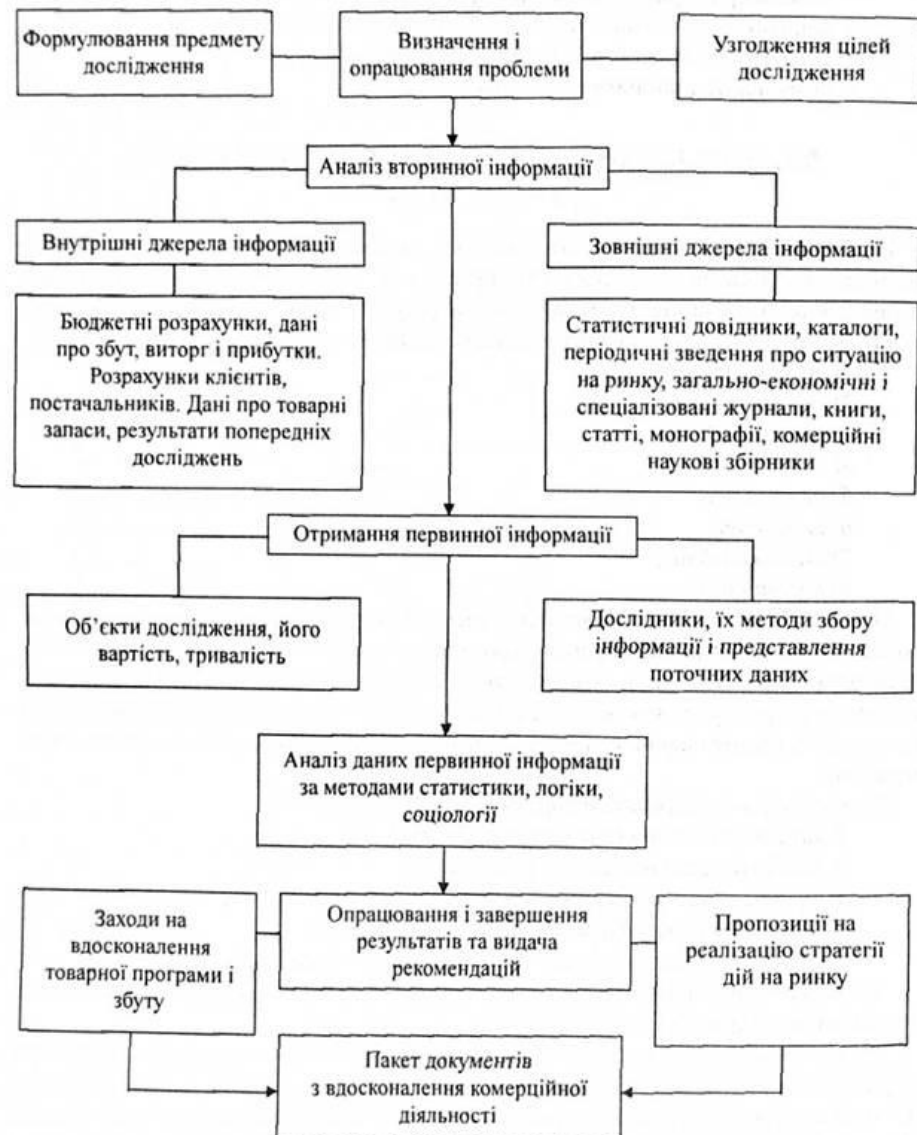 Формулювання предмету
дослідження
Визначення і
опрацювання проблеми
Узгодження цілей
дослідження
Аналіз вторинної інформації
Внутрішні джерела інформації
Зовнішні джерела інформації
Бюджетні розрахунки, дані
про збут, виторг і прибутки.
Розрахунки клієнтів,
постачальників. Дані про товарні
запаси, результати попередніх
досліджень
Статистичні довідники, каталоги,
періодичні зведення про ситуацію
на ринку, загально-економічні і
спеціалізовані журнали, книги,
статті, монографії, комерційні
наукові збірники
Отримання первинної інформації
Об’єкти дослідження, його
вартість, тривалість
Дослідники, їх методи збору
інформації і представлення
поточних даних
Аналіз даних первинної інформації
за методами статистики, логіки,
соціології
Заходи на
вдосконалення
товарної програми і
збуту
Опрацювання і завершення
результатів та видача
рекомендацій
Пропозиції на
реалізацію стратегії
дій на ринку
Пакет документів
з вдосконалення комерційної
діяльності